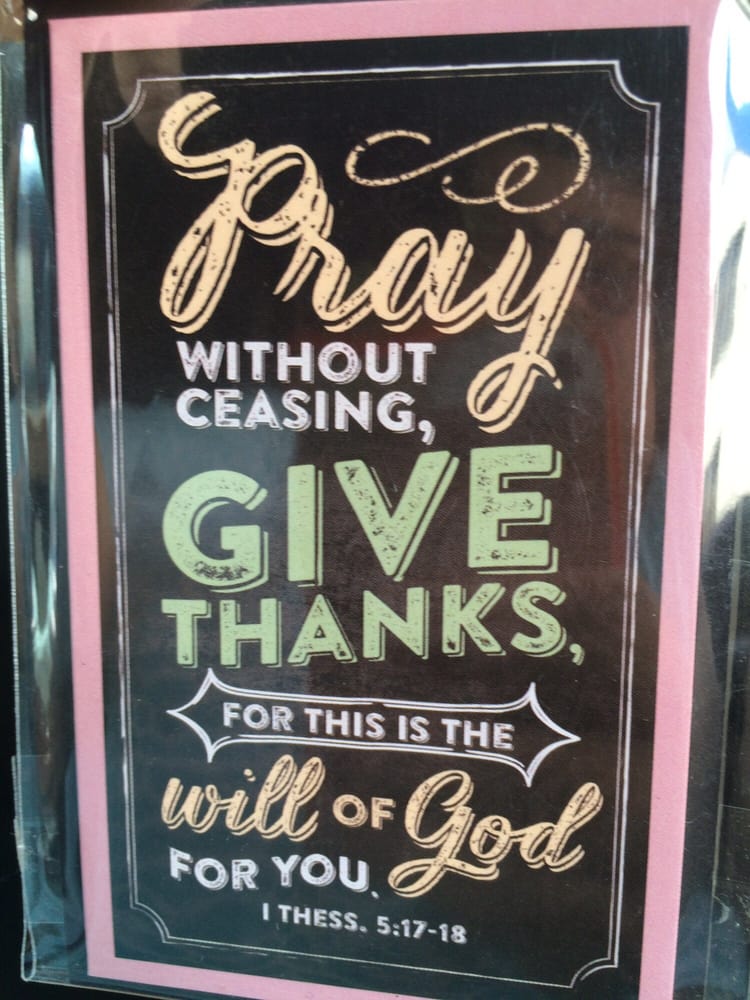 Pray
WITHOUT
CEASING,
GIVE
THANKS,
FOR THIS IS THE
will OF God
FOR YOU.
I THESS. 5:17-18